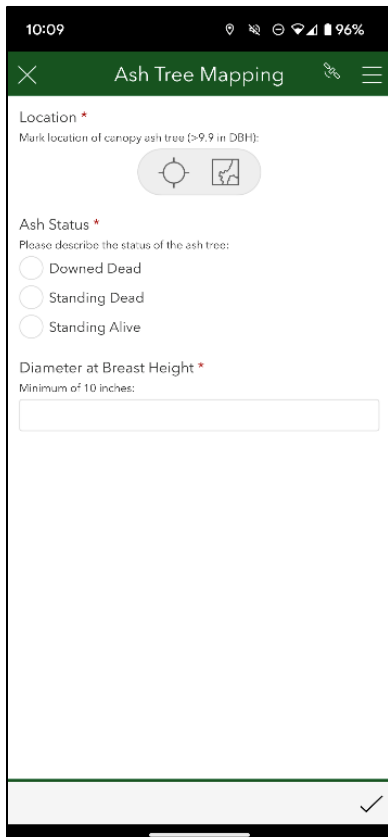 10:09
96%
Ash Tree Mapping
Location *
Mark location of canopy ash tree (>9.9 in DBH):
Ash Status *
Please describe the status of the ash tree:
Downed Dead
Standing Dead
Standing Alive
Diameter at Breast Height *
Minimum of 10 inches: